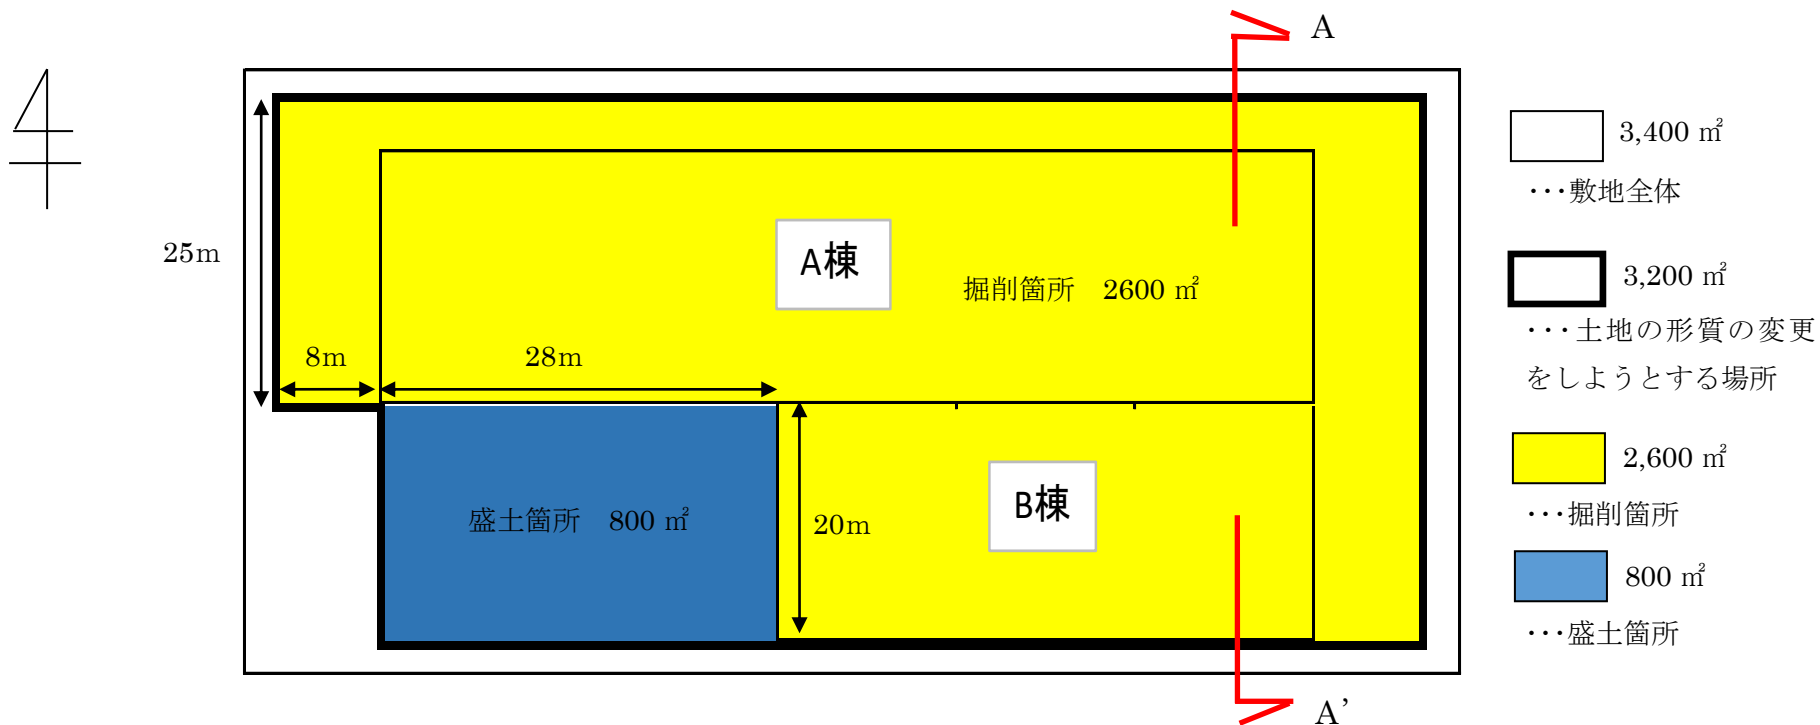 A
3,400 ㎡
・・・敷地全体
25m
A棟
掘削箇所　2600 ㎡
3,200 ㎡
・・・土地の形質の変更
をしようとする場所
8m
28m
2,600 ㎡
・・・掘削箇所
盛土箇所　800 ㎡
20m
B棟
800 ㎡
・・・盛土箇所
A’